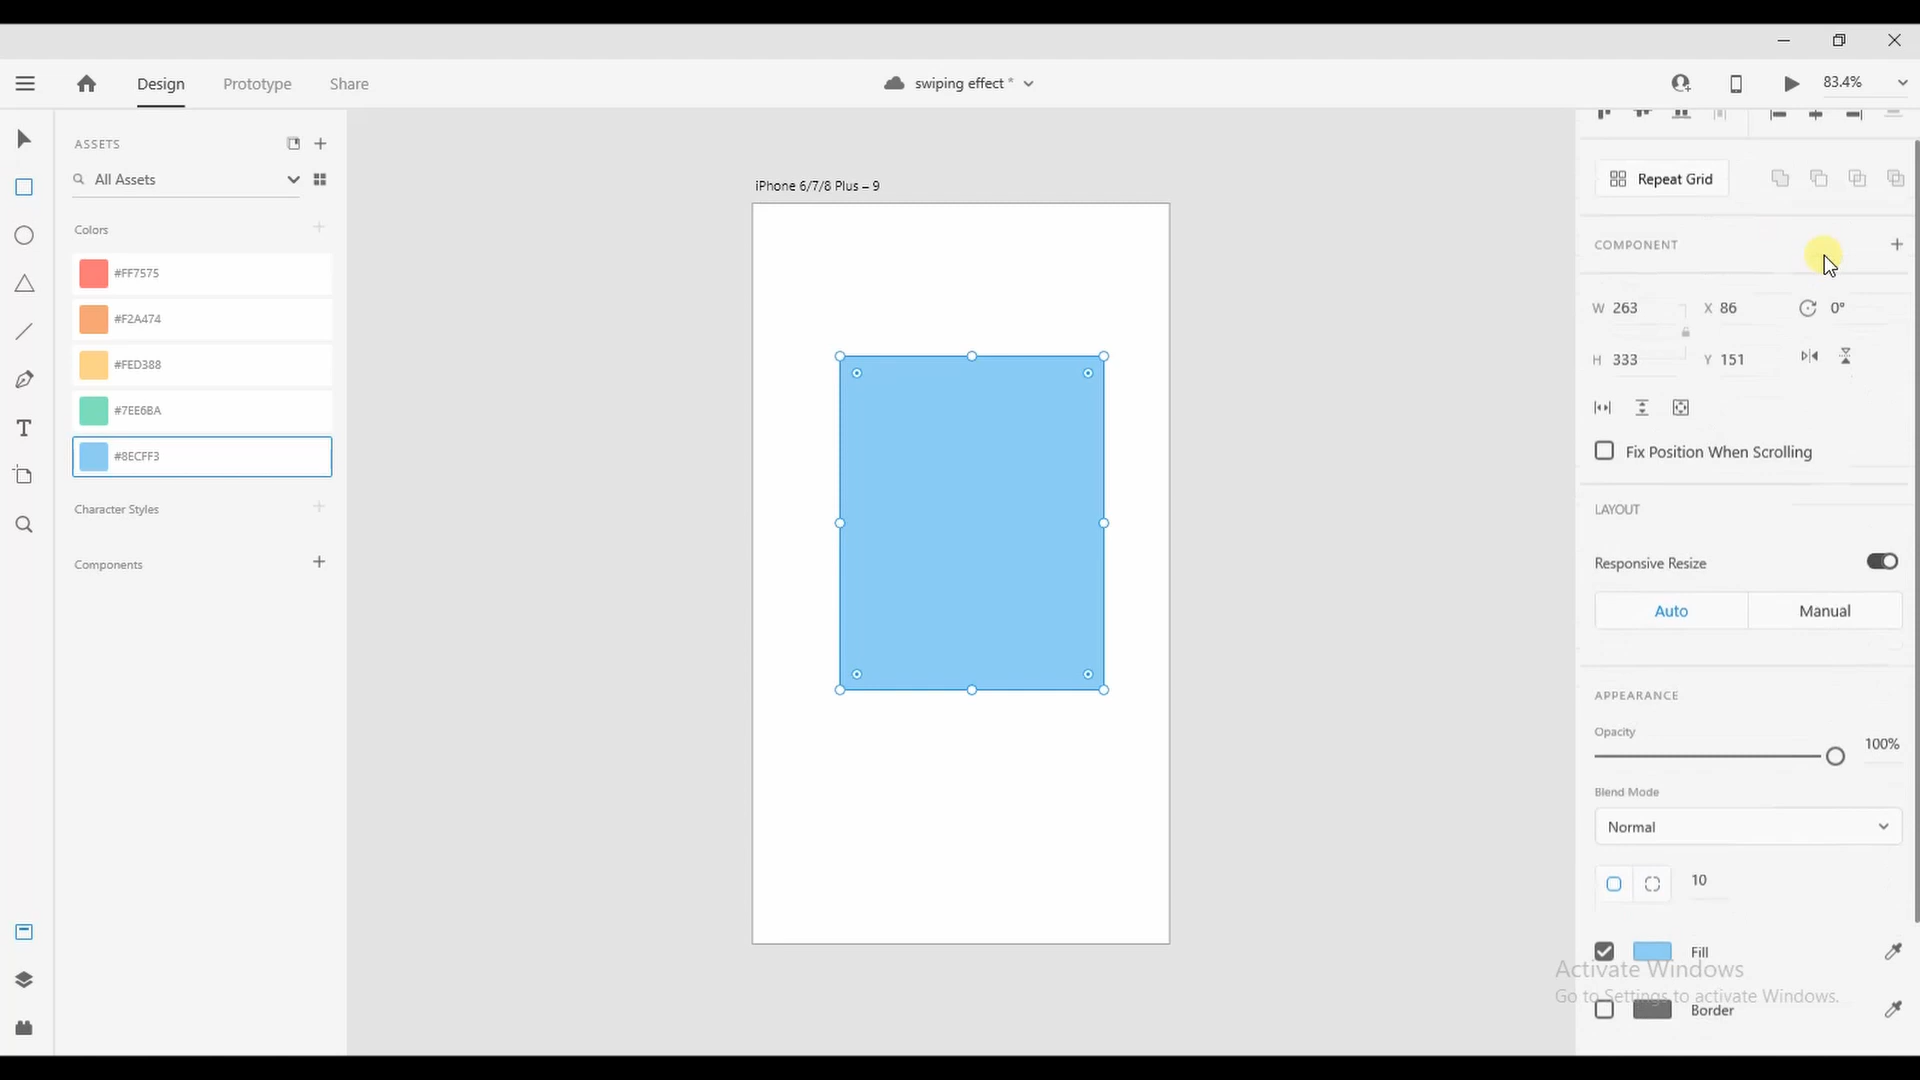 Design
Prototype
Share
swiping effect *
83.4%
ASSETS
All Assets
Colors
#FF7575
#F2A474
#FED388
#7EE6BA
#8ECFF3
Character Styles
Components
iPhone 6/7/8 Plus – 9
Repeat Grid
COMPONENT
W 263
X 86
0°
H 333
Y 151
Fix Position When Scrolling
LAYOUT
Responsive Resize
Auto
Manual
APPEARANCE
Opacity
100%
Blend Mode
Normal
10
Fill
Activate Windows
Go to Settings to activate Windows.
Border